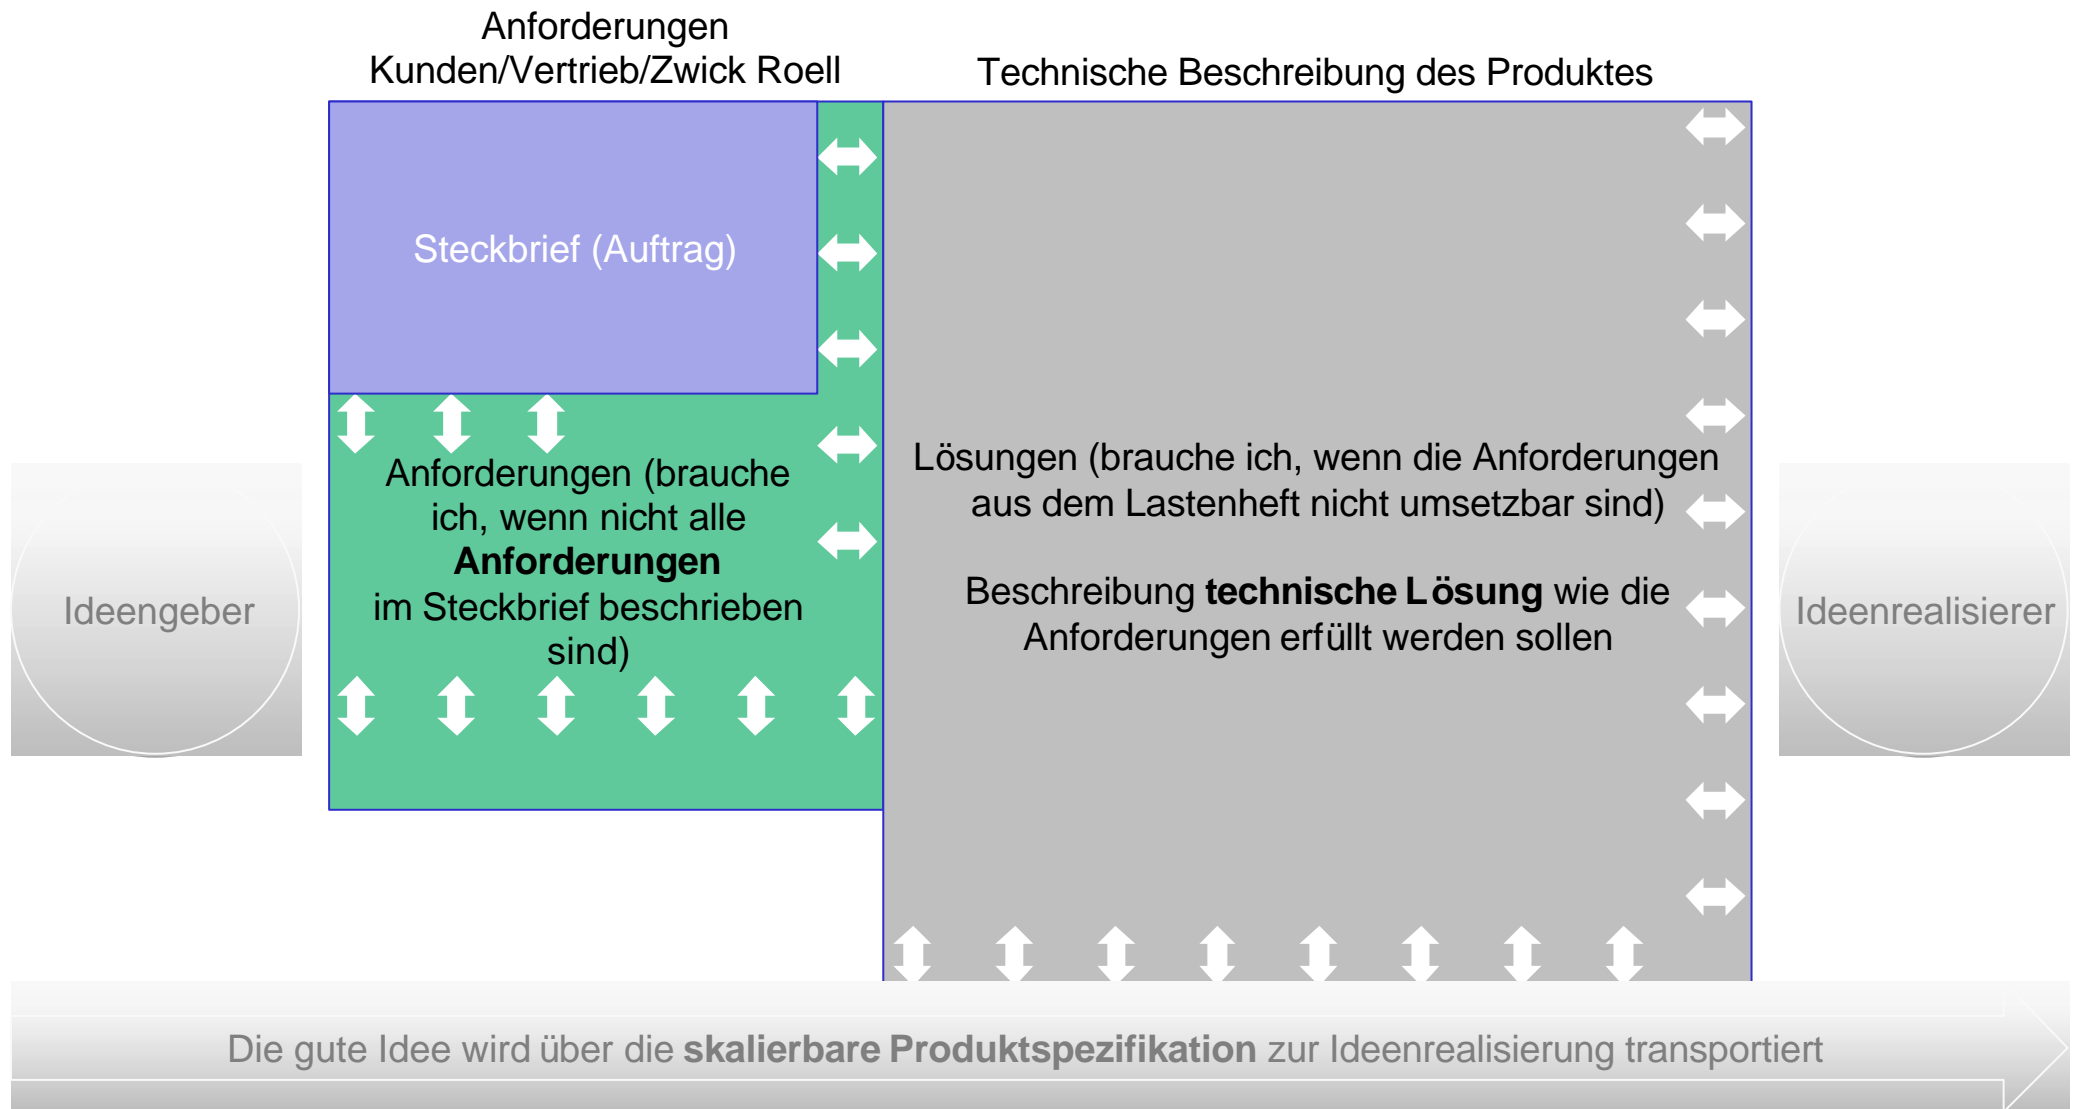 Anforderungen
Kunden/Vertrieb/Zwick Roell
Technische Beschreibung des Produktes
Steckbrief (Auftrag)
Anforderungen (brauche
ich, wenn nicht alle
Anforderungen
im Steckbrief beschrieben
sind)
Lösungen (brauche ich, wenn die Anforderungen
aus dem Lastenheft nicht umsetzbar sind)
Beschreibung technische Lösung wie die
Anforderungen erfüllt werden sollen
Ideengeber
Ideenrealisierer
Die gute Idee wird über die skalierbare Produktspezifikation zur Ideenrealisierung transportiert